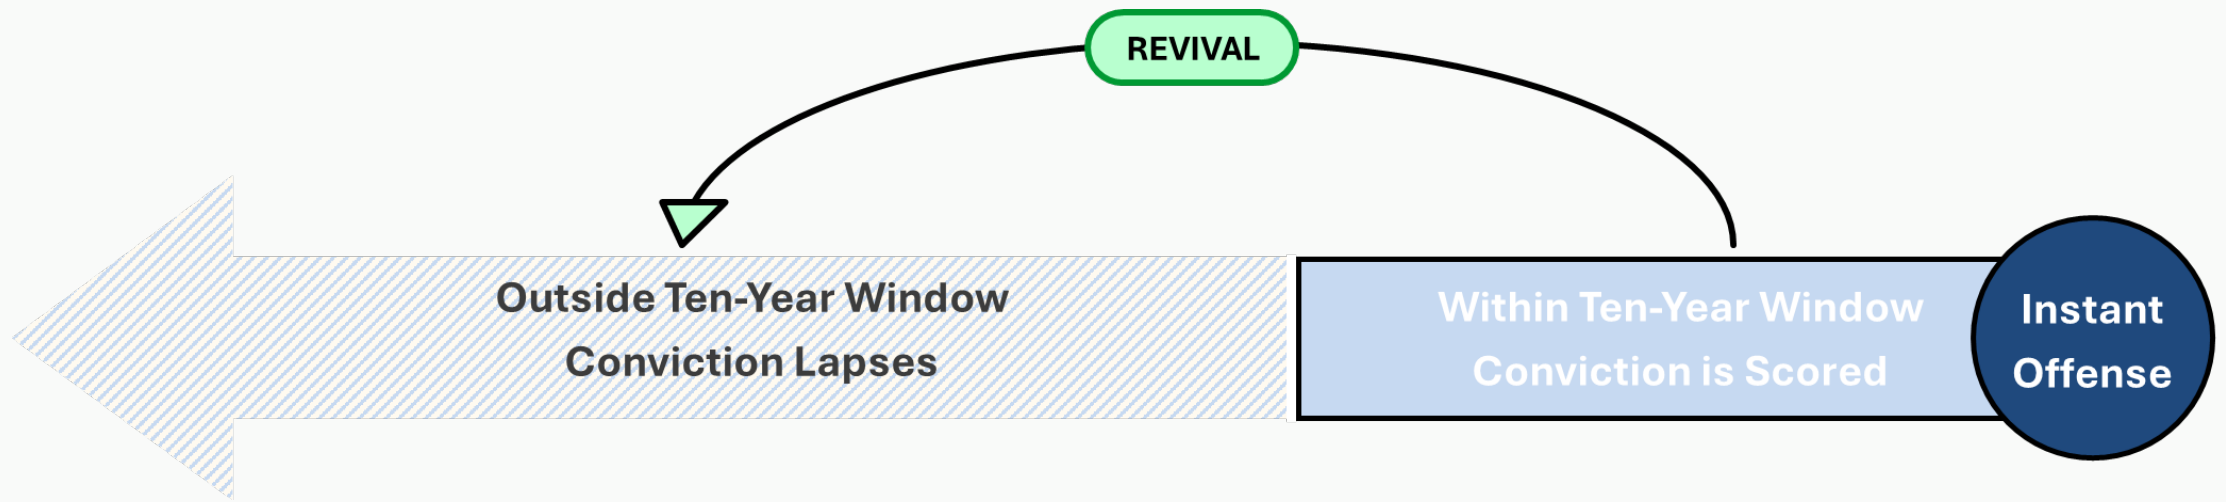 REVIVAL
Outside Ten-Year Window
Conviction Lapses
Within Ten-Year Window
Conviction is Scored
Instant
Offense